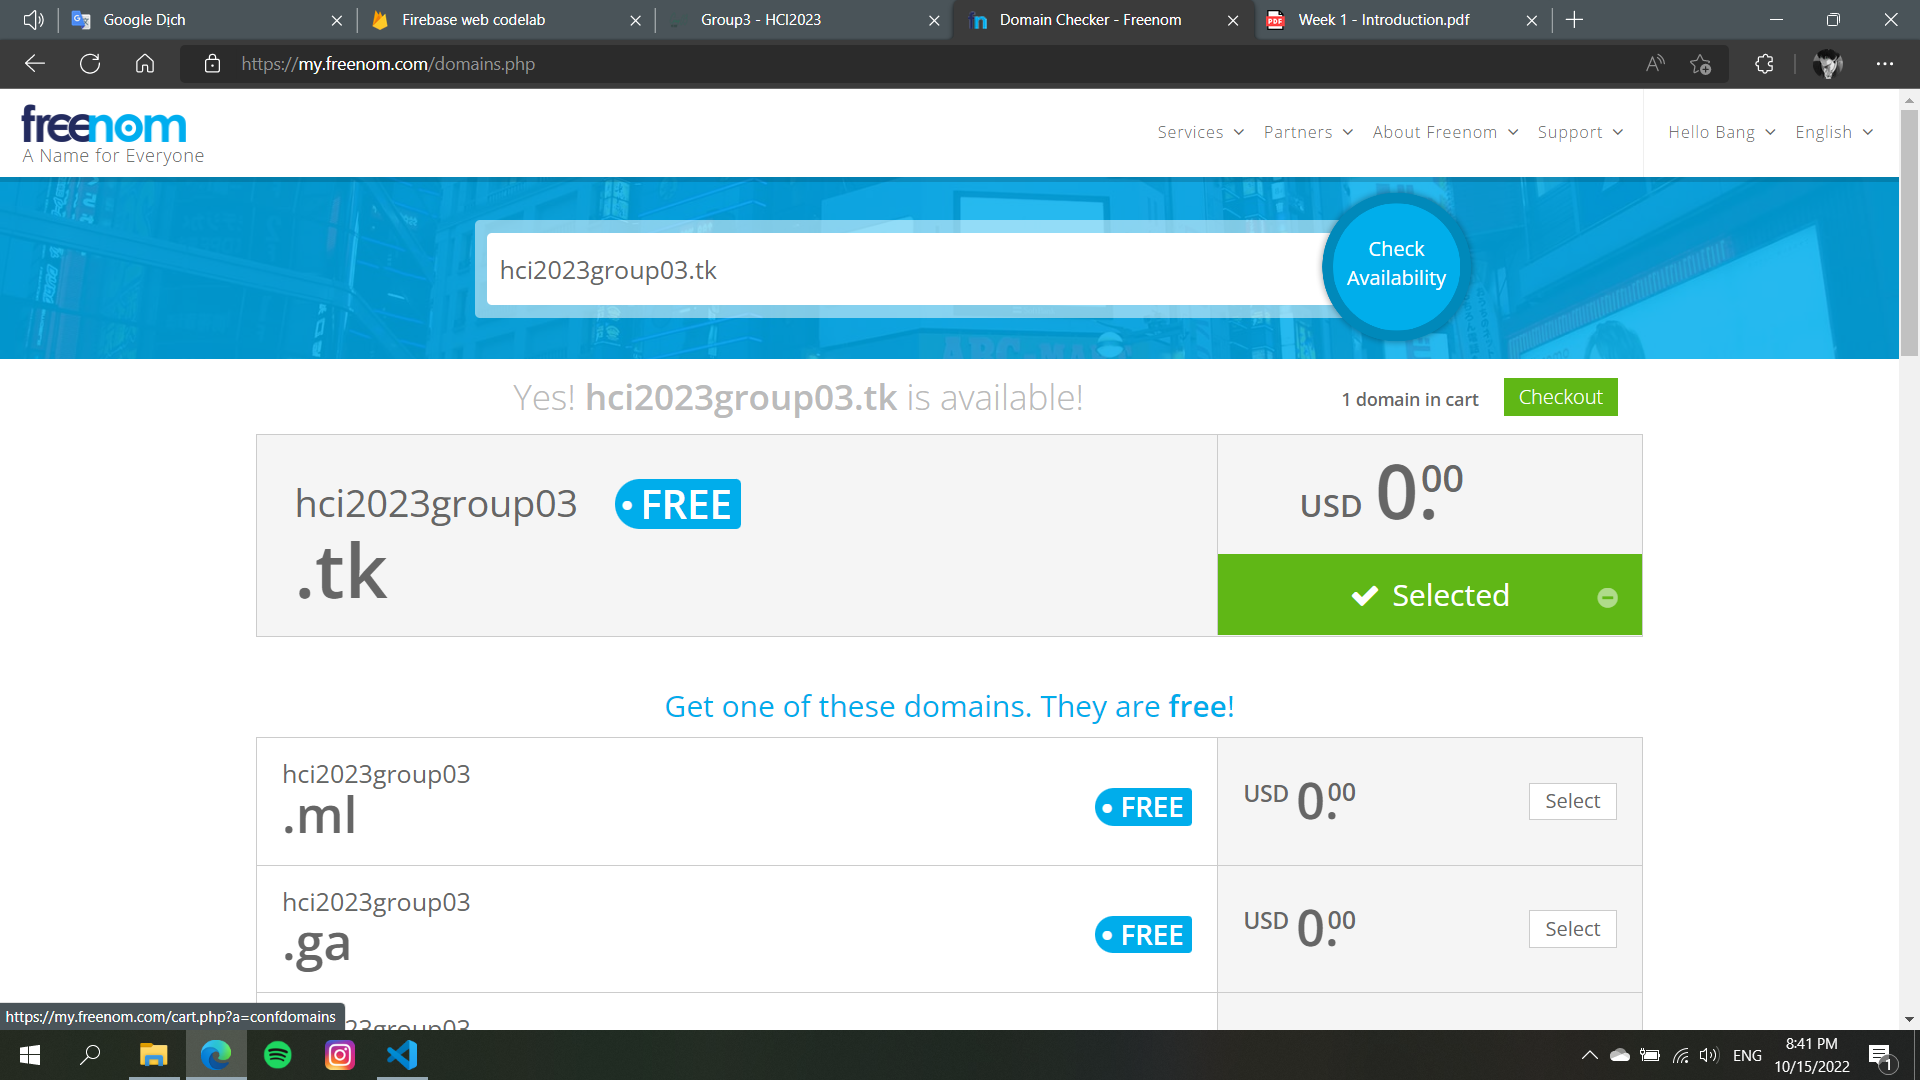 Google Dịch
Firebase web codelab
Group3 - HCI2023
Domain Checker - Freenom
Week 1 - Introduction.pdf
https://my.freenom.com/domains.php
freenom
A Name for Everyone
Services
Partners
About Freenom
Support
Hello Bang
English
hci2023group03.tk
Check
Availability
Yes! hci2023group03.tk is available!
1 domain in cart
Checkout
hci2023group03
FREE
.tk
USD 0.00
Selected
Get one of these domains. They are free!
hci2023group03
.ml
FREE
USD 0.00
Select
hci2023group03
.ga
FREE
USD 0.00
Select
https://my.freenom.com/cart.php?a=confdomains
ENG
8:41 PM
10/15/2022
1